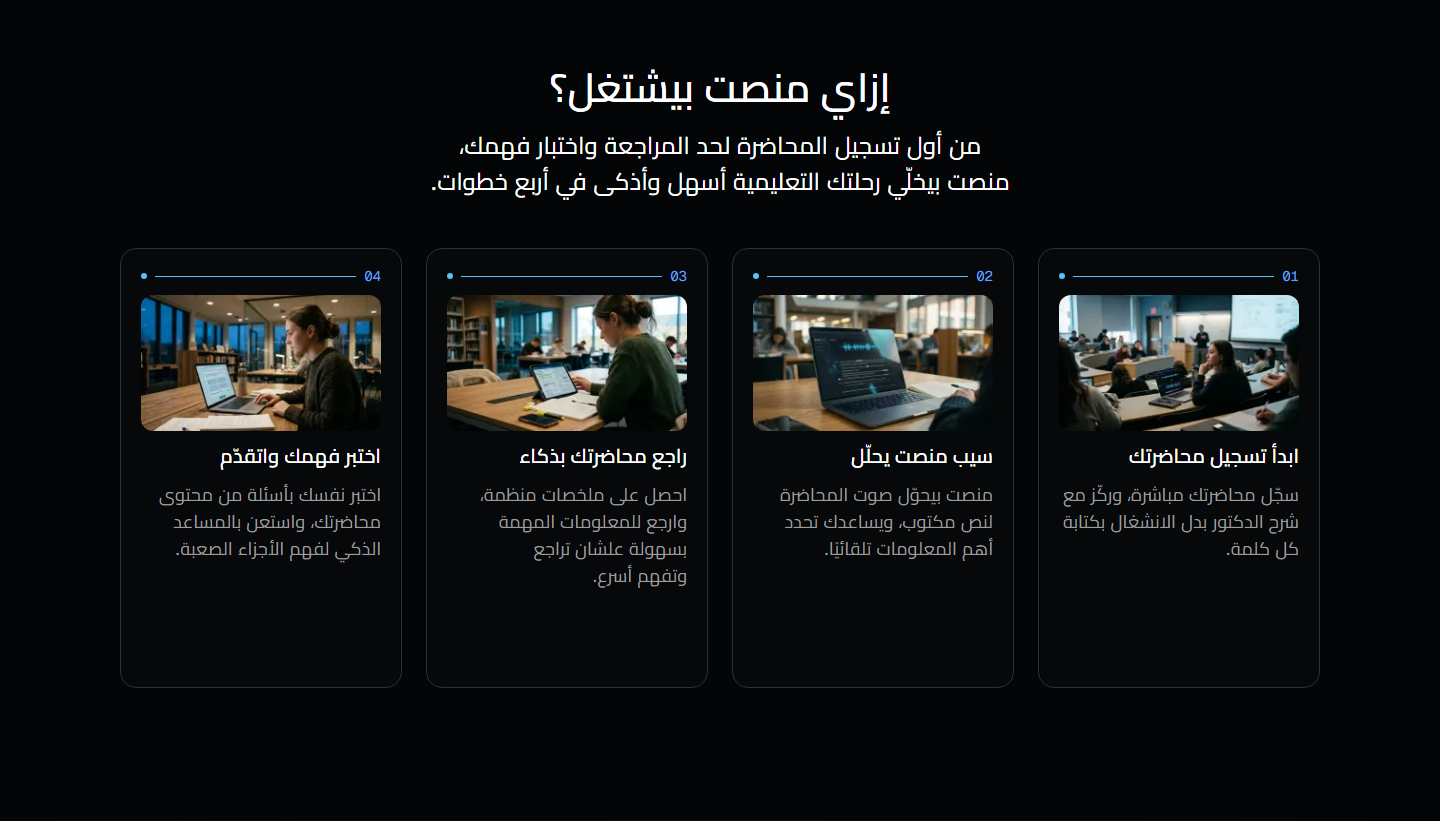 إزاي منصت بيشتغل؟
من أول تسجيل المحاضرة لحد المراجعة واختبار فهمك،
منصت بيخلّي رحلتك التعليمية أسهل وأذكى في أربع خطوات.
01
ابدأ تسجيل محاضرتك
سجّل محاضرتك مباشرة، وركّز مع
شرح الدكتور بدل الانشغال بكتابة
كل كلمة.
02
سيب منصت يحلّل
منصت بيحوّل صوت المحاضرة
لنص مكتوب، ويساعدك تحدد
أهم المعلومات تلقائيًا.
03
راجع محاضرتك بذكاء
احصل على ملخصات منظمة،
وارجع للمعلومات المهمة
بسهولة علشان تراجع
وتفهم أسرع.
04
اختبر فهمك واتقدّم
اختبر نفسك بأسئلة من محتوى
محاضرتك، واستعن بالمساعد
الذكي لفهم الأجزاء الصعبة.